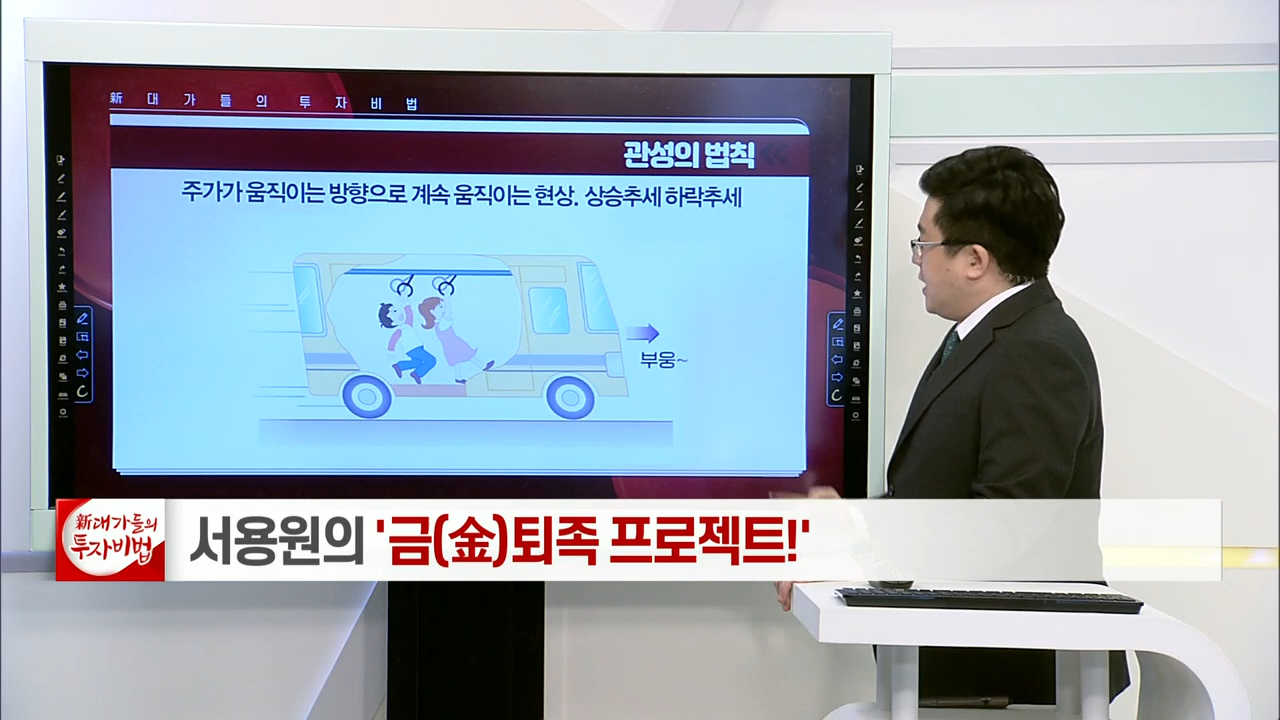 新 대 가 들 의 투 자 비 법
관성의 법칙
주가가 움직이는 방향으로 계속 움직이는 현상. 상승추세 하락추세
부웅~
新대가들의
투자비법
서용원의 '금(金)퇴족 프로젝트!'